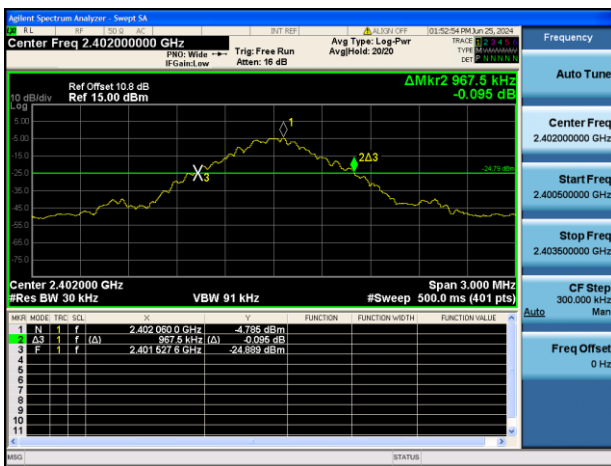 Agilent Spectrum Analyzer - Swept SA
RL RF 50 Ω AC INT REF ALIGN OFF 01:52:54 PM Jun 25, 2024
Center Freq 2.402000000 GHz
PNO: Wide
IFGain:Low
Trig: Free Run
Atten: 16 dB
Avg Type: Log-Pwr
Avg|Hold: 20/20
TRACE 1 2 3 4 5 6
TYPE M
DET P N N N N N
ΔMkr2 967.5 kHz
-0.095 dB
Ref Offset 10.8 dB
Ref 15.00 dBm
10 dB/div
Log
5.00
-5.00
-15.0
-25.0
-35.0
-45.0
-55.0
-65.0
-75.0
1
2Δ3
X3
-24.79 dBm
Center 2.402000 GHz
#Res BW 30 kHz
VBW 91 kHz
Span 3.000 MHz
#Sweep 500.0 ms (401 pts)
MKR MODE TRC SCL X Y FUNCTION FUNCTION WIDTH FUNCTION VALUE
1 N 1 f 2.402 060 0 GHz -4.785 dBm
2 Δ3 1 f (Δ) 967.5 kHz (Δ) -0.095 dB
3 F 1 f 2.401 527 6 GHz -24.889 dBm
4
5
6
7
8
9
10
11
MSG
STATUS
Frequency
Auto Tune
Center Freq
2.402000000 GHz
Start Freq
2.400500000 GHz
Stop Freq
2.403500000 GHz
CF Step
300.000 kHz
Auto Man
Freq Offset
0 Hz